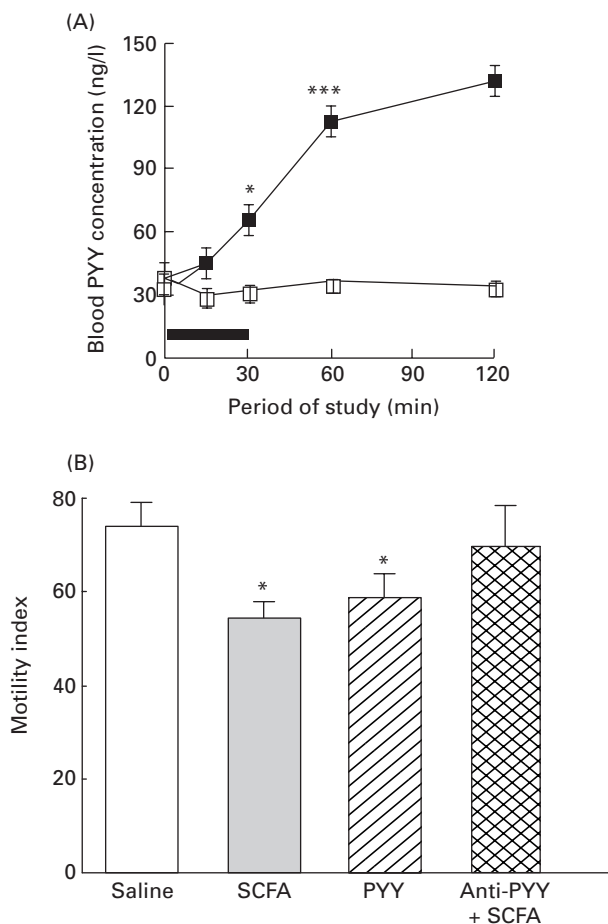 (A)
Blood PYY concentration (ng/l)
150
120
90
60
30
0
*
***
0 30 60 90 120
Period of study (min)
(B)
Motility index
80
60
40
20
0
* *
Saline SCFA PYY Anti-PYY
+ SCFA